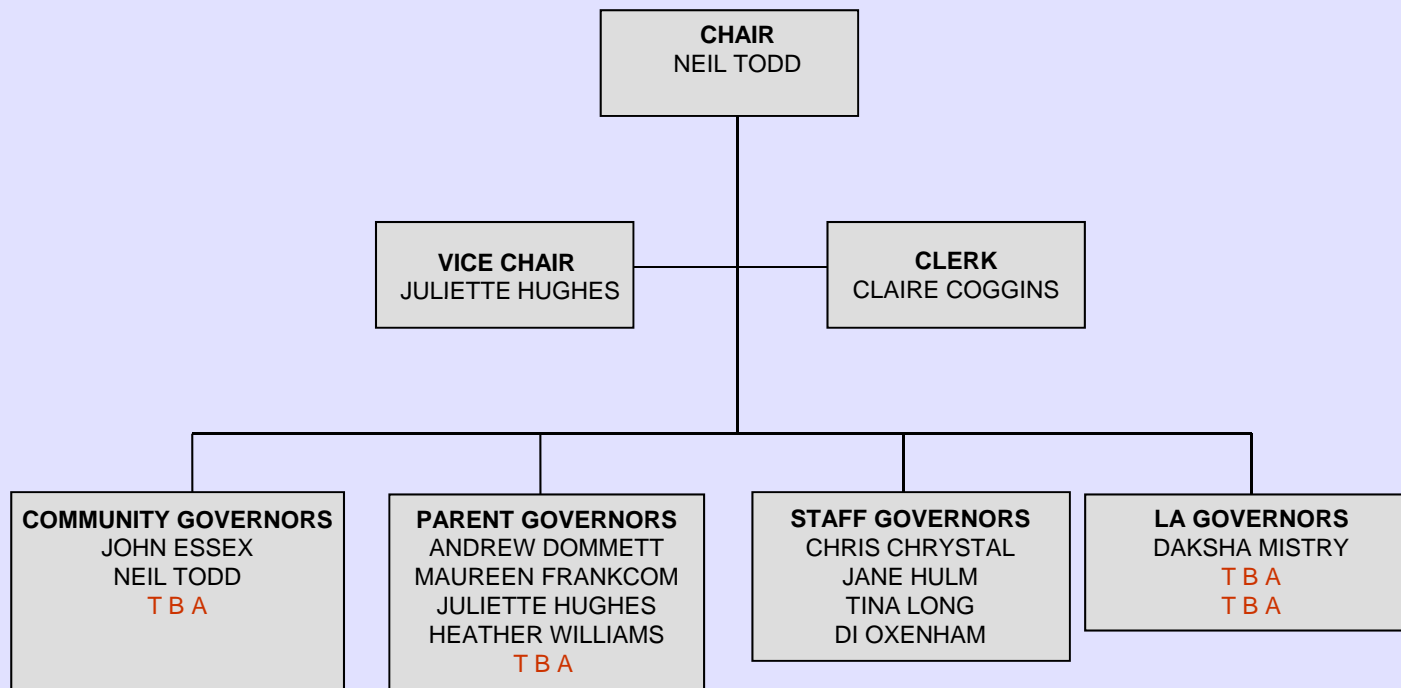 CHAIR
NEIL TODD
VICE CHAIR
JULIETTE HUGHES
CLERK
CLAIRE COGGINS
COMMUNITY GOVERNORS
JOHN ESSEX
NEIL TODD
T B A
PARENT GOVERNORS
ANDREW DOMMETT
MAUREEN FRANKCOM
JULIETTE HUGHES
HEATHER WILLIAMS
T B A
STAFF GOVERNORS
CHRIS CHRYSTAL
JANE HULM
TINA LONG
DI OXENHAM
LA GOVERNORS
DAKSHA MISTRY
T B A
T B A